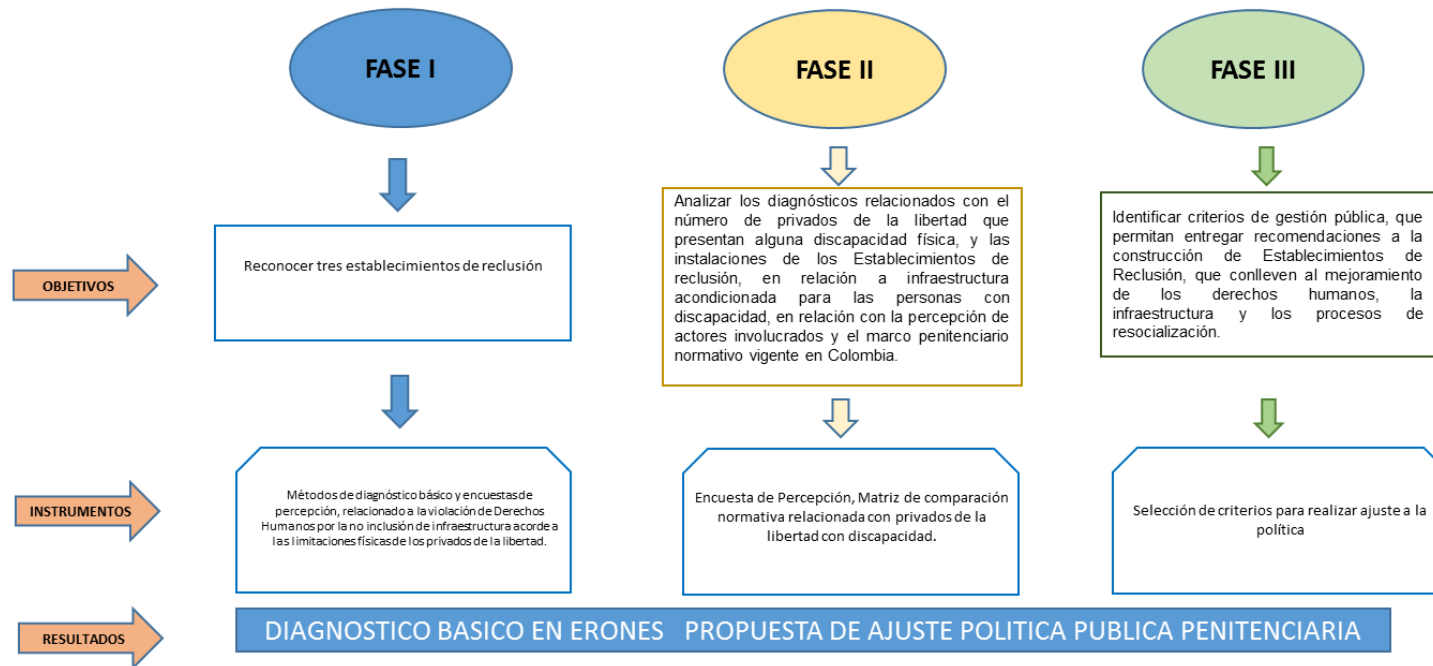 FASE I
FASE II
FASE III
OBJETIVOS
Reconocer tres establecimientos de reclusión
Analizar los diagnósticos relacionados con el
número de privados de la libertad que
presentan alguna discapacidad física, y las
instalaciones de los Establecimientos de
reclusión, en relación a infraestructura
acondicionada para las personas con
discapacidad, en relación con la percepción de
actores involucrados y el marco penitenciario
normativo vigente en Colombia.
Identificar criterios de gestión pública, que
permitan entregar recomendaciones a la
construcción de Establecimientos de
Reclusión, que conlleven al mejoramiento
de los derechos humanos, la
infraestructura y los procesos de
resocialización.
INSTRUMENTOS
Métodos de diagnóstico básico y encuestas de
percepción, relacionado a la violación de Derechos
Humanos por la no inclusión de infraestructura acorde a
las limitaciones físicas de los privados de la libertad.
Encuesta de Percepción, Matriz de comparación
normativa relacionada con privados de la
libertad con discapacidad.
Selección de criterios para realizar ajuste a la
política
RESULTADOS
DIAGNOSTICO BASICO EN ERONES PROPUESTA DE AJUSTE POLITICA PUBLICA PENITENCIARIA